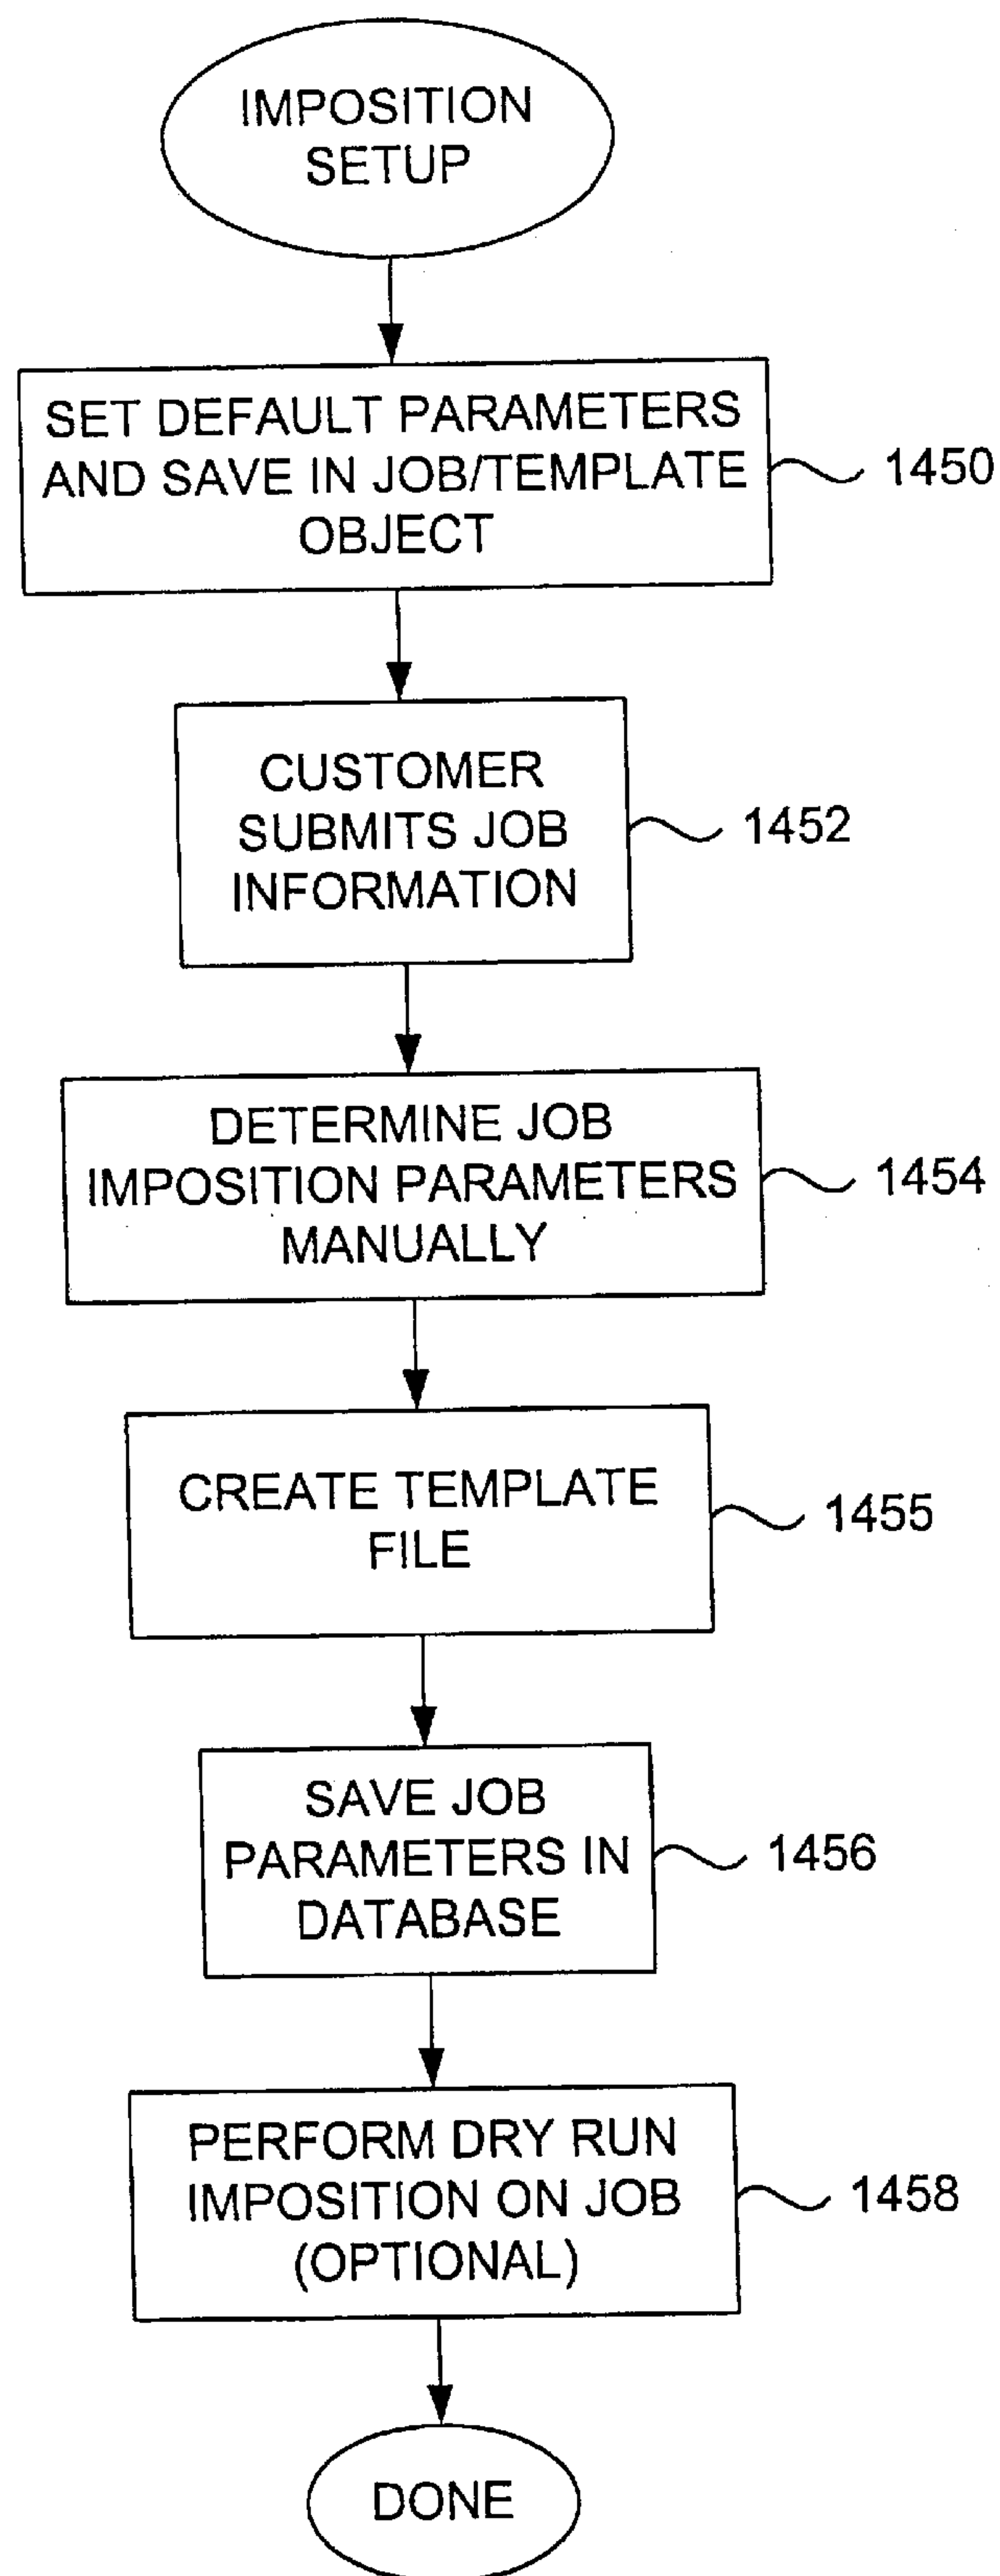 IMPOSITION
SETUP
SET DEFAULT PARAMETERS
AND SAVE IN JOB/TEMPLATE
OBJECT
1450
CUSTOMER
SUBMITS JOB
INFORMATION
1452
DETERMINE JOB
IMPOSITION PARAMETERS
MANUALLY
1454
CREATE TEMPLATE
FILE
1455
SAVE JOB
PARAMETERS IN
DATABASE
1456
PERFORM DRY RUN
IMPOSITION ON JOB
(OPTIONAL)
1458
DONE